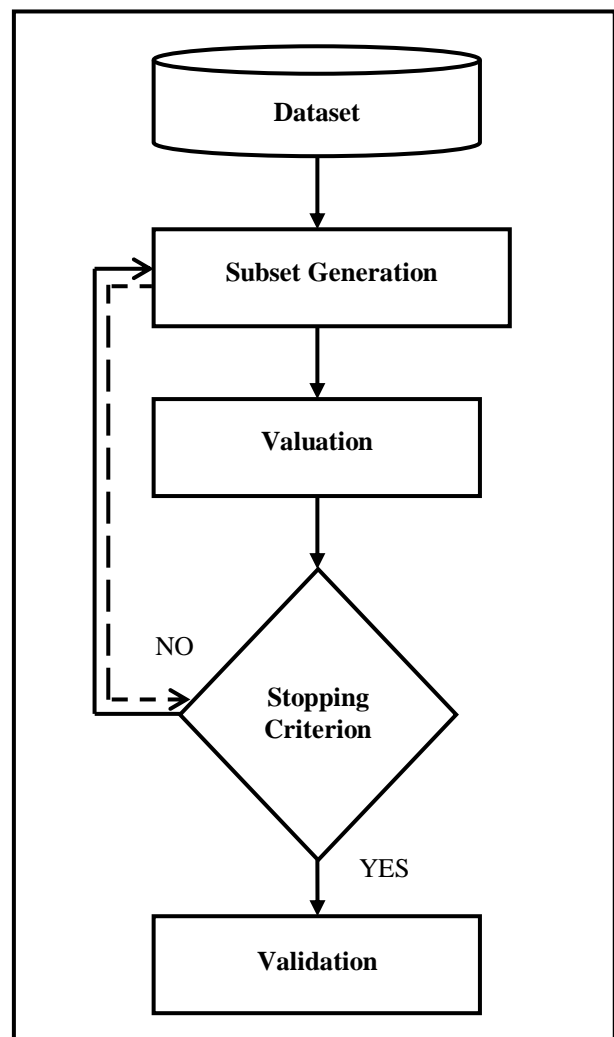 Dataset
Subset Generation
Valuation
NO
Stopping
Criterion
YES
Validation